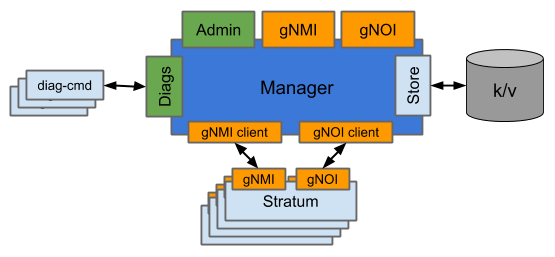 Admin
gNMI
gNOI
diag-cmd
Diags
Manager
Store
k/v
gNMI client
gNOI client
gNMI
gNOI
Stratum